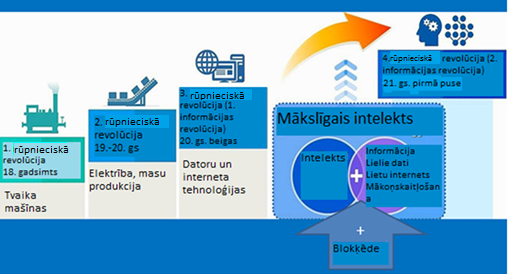 1. rūpnieciskā
revolūcija
18. gadsimts
Tvaika
mašīnas
2. rūpnieciskā
revolūcija
19.-20. gs
Elektrība, masu
produkcija
3. rūpnieciskā
revolūcija (1.
informācijas
revolūcija)
20. gs. beigas
Datoru un
interneta
tehnoloģijas
4. rūpnieciskā revolūcija (2.
informācijas revolūcija)
21. gs. pirmā puse
Mākslīgais intelekts
Intelekts
+
Informācija
Lielie dati
Lietu internets
Mākoņskaitļošan
a
+
Blokķēde